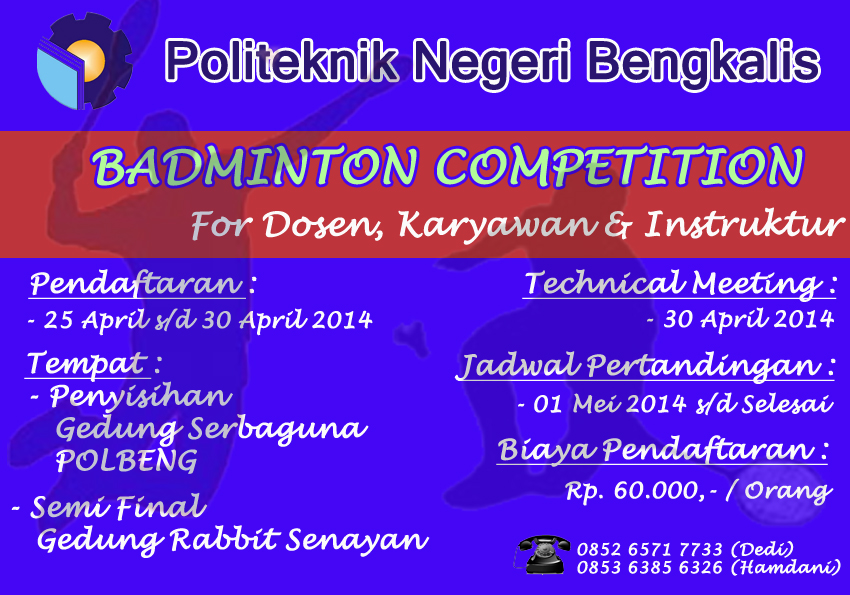 Politeknik Negeri Bengkalis
BADMINTON COMPETITION
For Dosen, Karyawan & Instruktur
Pendaftaran :
- 25 April s/d 30 April 2014
Tempat :
- Penyisihan
Gedung Serbaguna
POLBENG
- Semi Final
Gedung Rabbit Senayan
Technical Meeting :
- 30 April 2014
Jadwal Pertandingan :
- 01 Mei 2014 s/d Selesai
Biaya Pendaftaran :
Rp. 60.000,- / Orang
0852 6571 7733 (Dedi)
0853 6385 6326 (Hamdani)